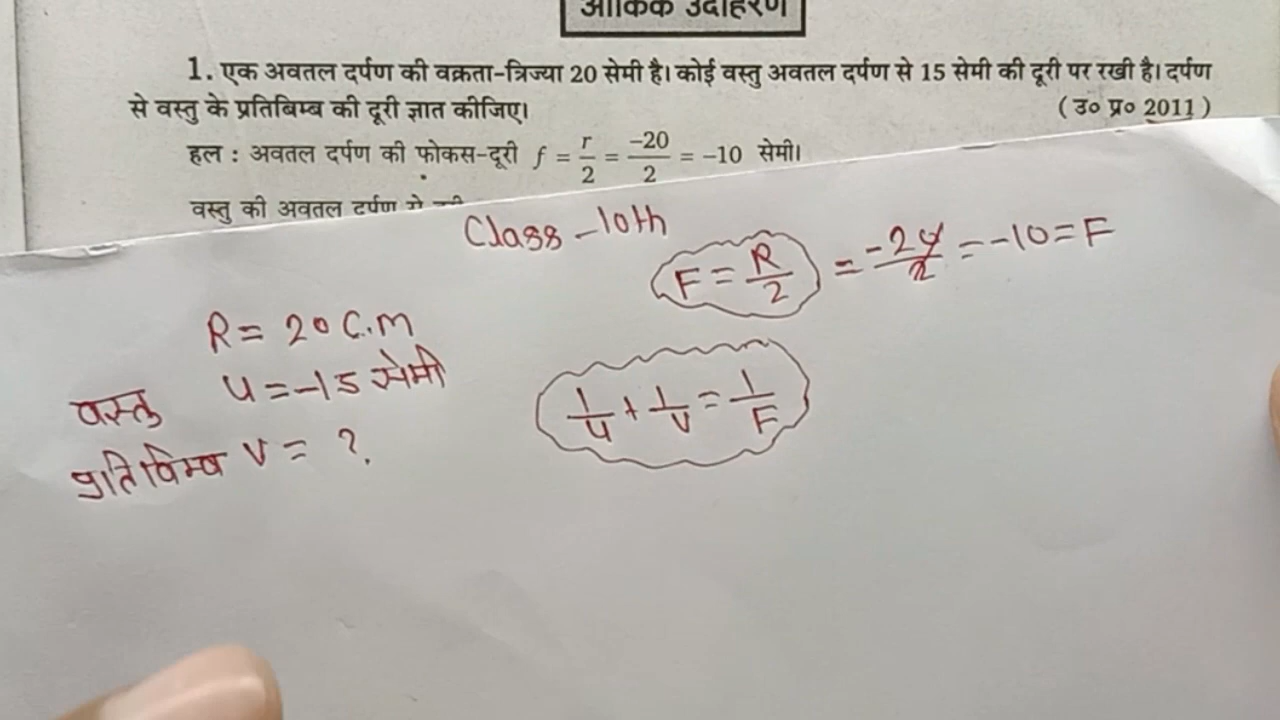 आंकिक उदाहरण
1. एक अवतल दर्पण की वक्रता-त्रिज्या 20 सेमी है। कोई वस्तु अवतल दर्पण से 15 सेमी की दूरी पर रखी है। दर्पण
से वस्तु के प्रतिबिम्ब की दूरी ज्ञात कीजिए। ( उ० प्र० 2011 )
हल : अवतल दर्पण की फोकस-दूरी f = r/2 = -20/2 = -10 सेमी।
वस्तु की अवतल दर्पण से
Class - 10th
F = R/2 = -20/2 = -10 = F
R = 20 C.M
वस्तु u = -15 सेमी
1/u + 1/v = 1/F
प्रतिबिम्ब v = ?